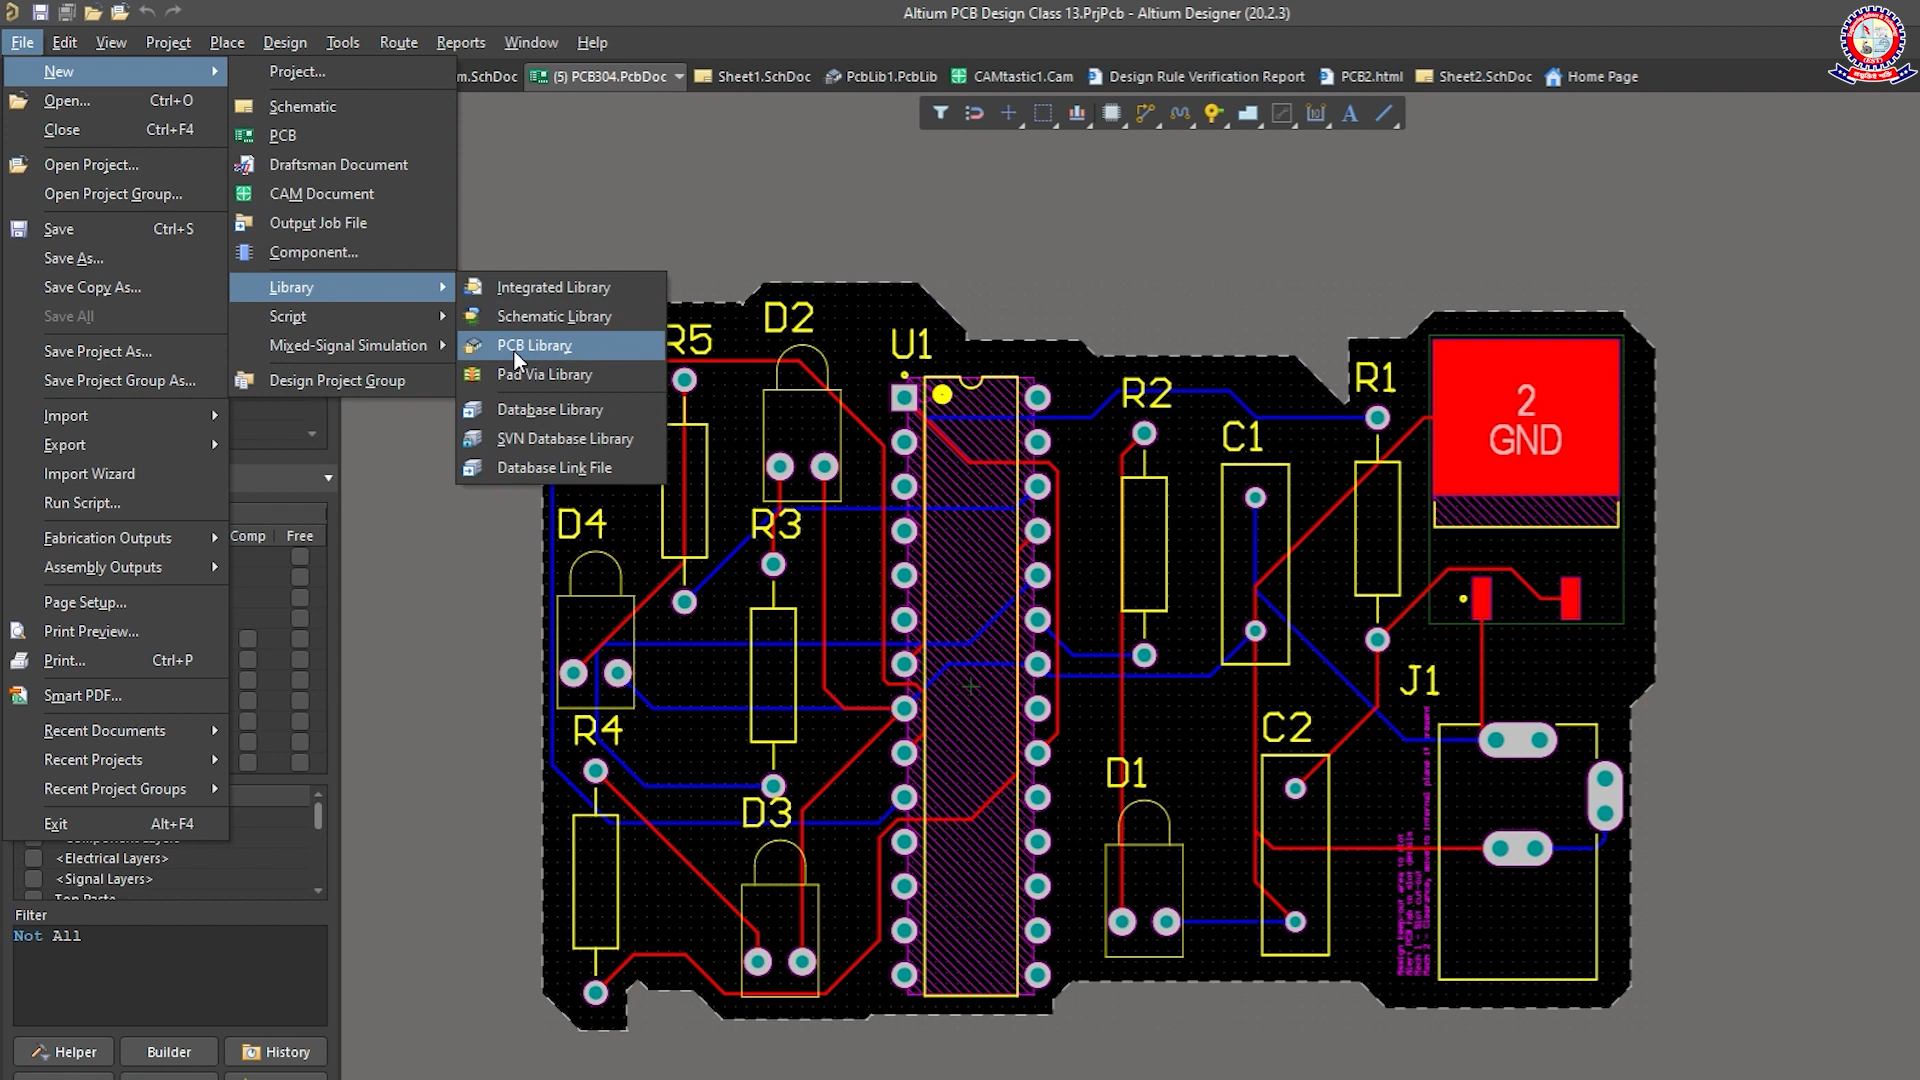 Altium PCB Design Class 13.PrjPcb - Altium Designer (20.2.3)
File Edit View Project Place Design Tools Route Reports Window Help
m.SchDoc (5) PCB304.PcbDoc Sheet1.SchDoc PcbLib1.PcbLib CAMtastic1.Cam Design Rule Verification Report PCB2.html Sheet2.SchDoc Home Page
New
Open... Ctrl+O
Close Ctrl+F4
Open Project...
Open Project Group...
Save Ctrl+S
Save As...
Save Copy As...
Save All
Save Project As...
Save Project Group As...
Import
Export
Import Wizard
Run Script...
Fabrication Outputs
Assembly Outputs
Page Setup...
Print Preview...
Print... Ctrl+P
Smart PDF...
Recent Documents
Recent Projects
Recent Project Groups
Exit Alt+F4
Project...
Schematic
PCB
Draftsman Document
CAM Document
Output Job File
Component...
Library
Script
Mixed-Signal Simulation
Design Project Group
Integrated Library
Schematic Library
PCB Library
Pad Via Library
Database Library
SVN Database Library
Database Link File
Comp Free
<Electrical Layers>
<Signal Layers>
Filter
Not All
Helper Builder History
R5
D2
U1
R2
R1
C1
2
GND
D4
R3
R4
D3
D1
C2
J1